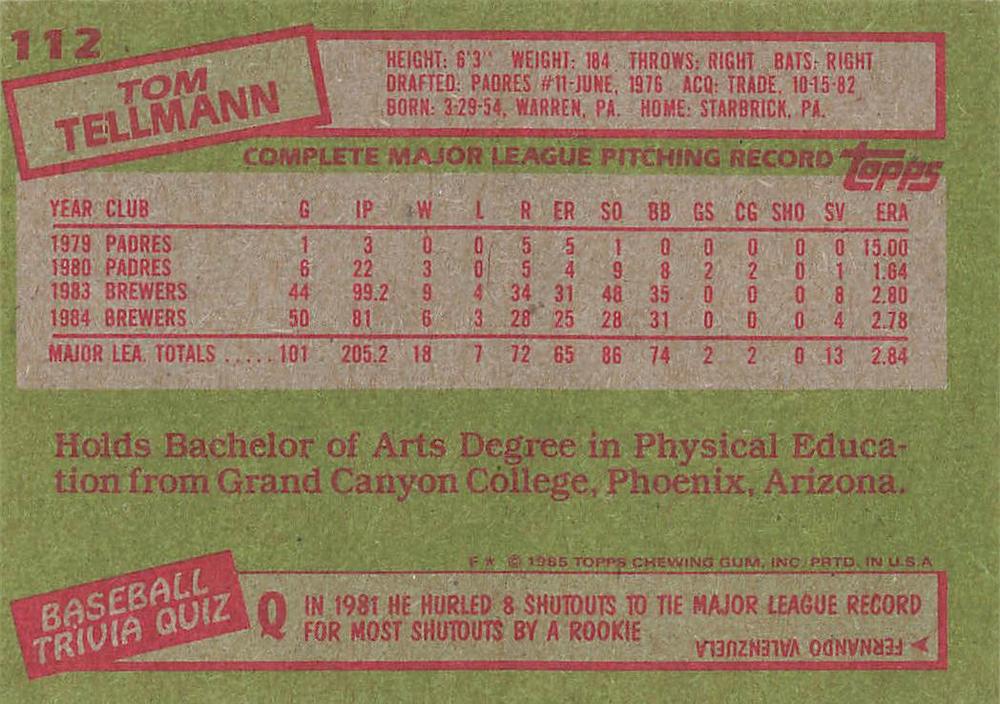 112
TOM
TELLMANN
HEIGHT: 6'3" WEIGHT: 184 THROWS: RIGHT BATS: RIGHT
DRAFTED: PADRES #11-JUNE, 1976 ACQ: TRADE, 10-15-82
BORN: 3-29-54, WARREN, PA. HOME: STARBRICK, PA.
COMPLETE MAJOR LEAGUE PITCHING RECORD topps
YEAR CLUB G IP W L R ER SO BB GS CG SHO SV ERA
1979 PADRES 1 3 0 0 5 5 1 0 0 0 0 0 15.00
1980 PADRES 6 22 3 0 5 4 9 8 2 2 0 1 1.64
1983 BREWERS 44 99.2 9 4 34 31 48 35 0 0 0 8 2.80
1984 BREWERS 50 81 6 3 28 25 28 31 0 0 0 4 2.78
MAJOR LEA. TOTALS ..... 101 205.2 18 7 72 65 86 74 2 2 0 13 2.84
Holds Bachelor of Arts Degree in Physical Educa-
tion from Grand Canyon College, Phoenix, Arizona.
F★ © 1985 TOPPS CHEWING GUM, INC. PRTD. IN U.S.A
BASEBALL
TRIVIA QUIZ
Q IN 1981 HE HURLED 8 SHUTOUTS TO TIE MAJOR LEAGUE RECORD
FOR MOST SHUTOUTS BY A ROOKIE
FERNANDO VALENZUELA